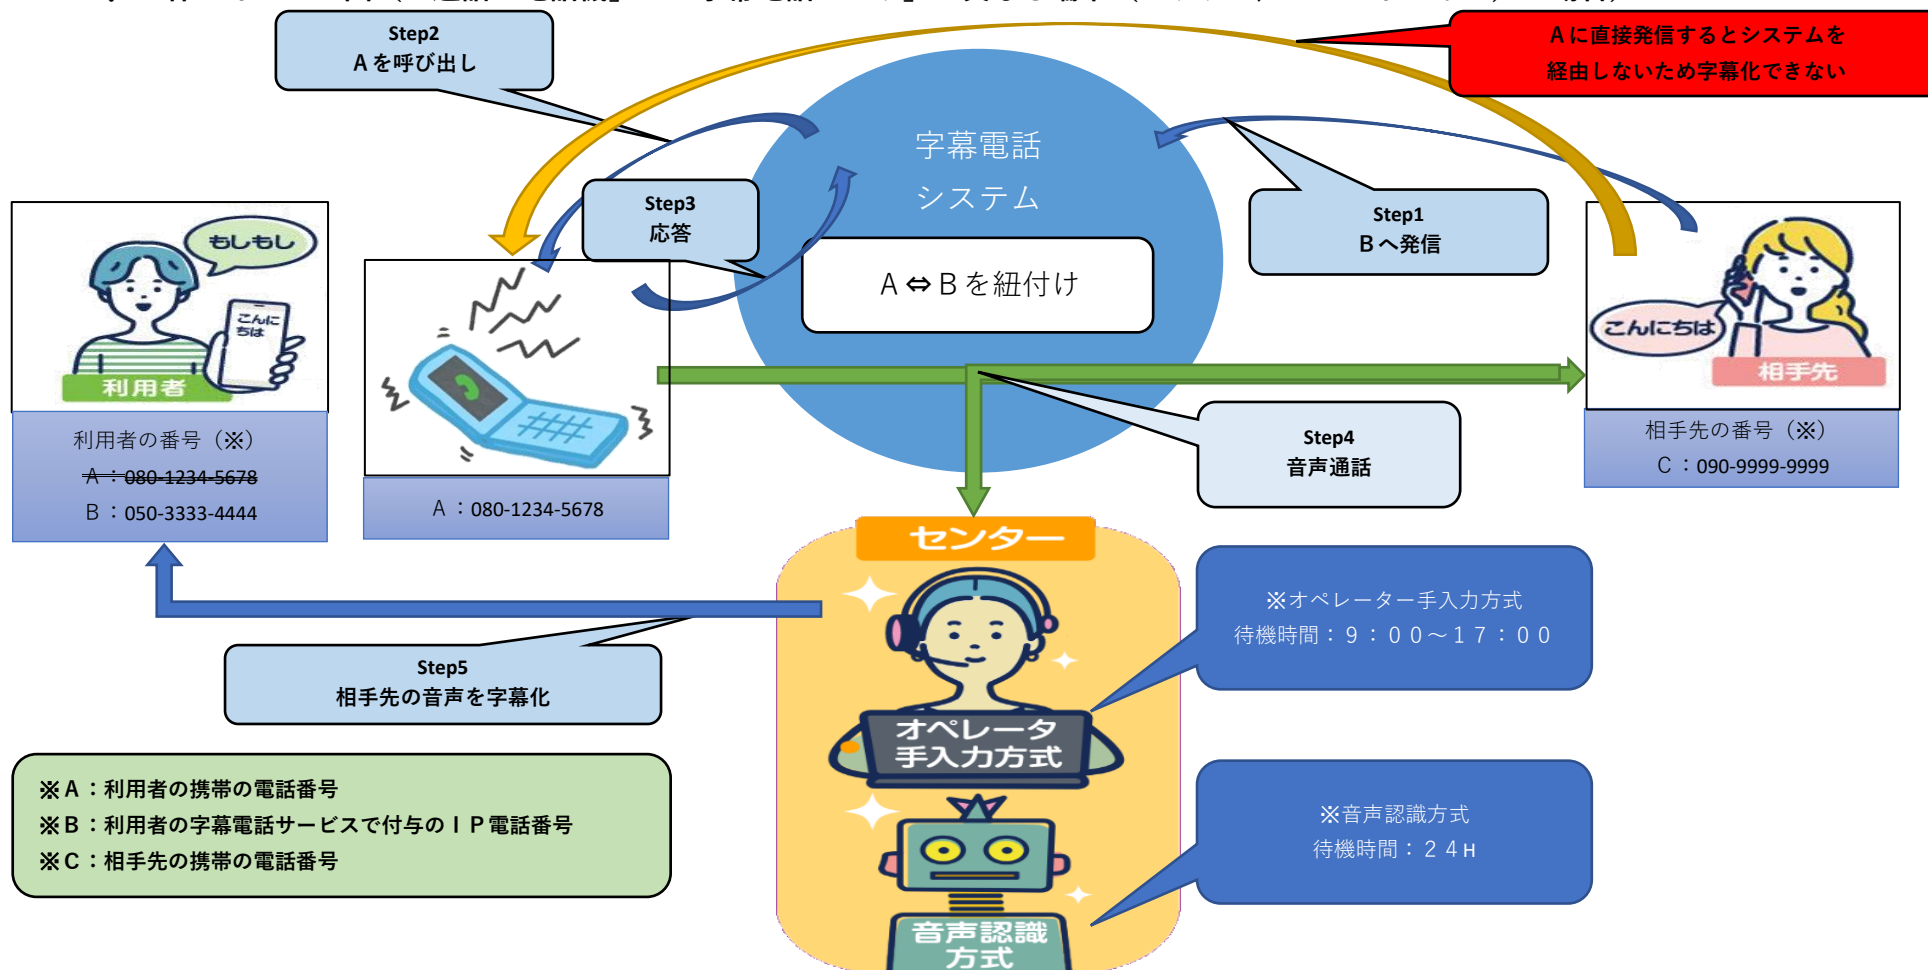 Step2
Aを呼び出し
Aに直接発信するとシステムを
経由しないため字幕化できない
字幕電話
システム
Step3
応答
Step1
Bへ発信
A⇔Bを紐付け
もしもし
こんに
ちは
利用者
こんにちは
相手先
利用者の番号（※）
A：080-1234-5678
B：050-3333-4444
A：080-1234-5678
Step4
音声通話
相手先の番号（※）
C：090-9999-9999
センター
※オペレーター手入力方式
待機時間：９：００～１７：００
Step5
相手先の音声を字幕化
オペレータ
手入力方式
※A：利用者の携帯の電話番号
※B：利用者の字幕電話サービスで付与のＩＰ電話番号
※C：相手先の携帯の電話番号
※音声認識方式
待機時間：２４H
音声認識
方式